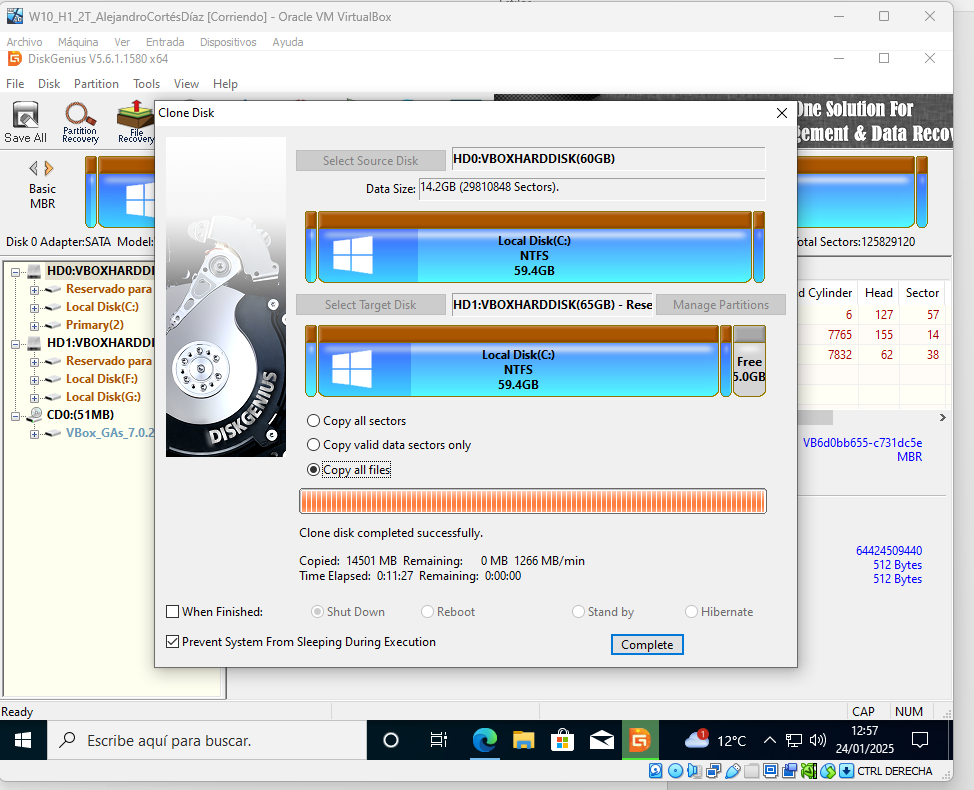 W10_H1_2T_AlejandroCortésDíaz [Corriendo] - Oracle VM VirtualBox
Archivo Máquina Ver Entrada Dispositivos Ayuda
DiskGenius V5.6.1.1580 x64
File Disk Partition Tools View Help
Save All
Partition Recovery
File Recovery
One Solution For
ement & Data Recov
Basic
MBR
Disk 0 Adapter:SATA Model:
otal Sectors:125829120
HD0:VBOXHARDDI
Reservado para
Local Disk(C:)
Primary(2)
HD1:VBOXHARDDI
Reservado para
Local Disk(F:)
Local Disk(G:)
CD0:(51MB)
VBox_GAs_7.0.2
Clone Disk
Select Source Disk
HD0:VBOXHARDDISK(60GB)
Data Size: 14.2GB (29810848 Sectors).
Local Disk(C:)
NTFS
59.4GB
Select Target Disk
HD1:VBOXHARDDISK(65GB) - Rese
Manage Partitions
Local Disk(C:)
NTFS
59.4GB
Free
5.0GB
DISKGENIUS
Copy all sectors
Copy valid data sectors only
Copy all files
Clone disk completed successfully.
Copied: 14501 MB Remaining: 0 MB 1266 MB/min
Time Elapsed: 0:11:27 Remaining: 0:00:00
When Finished: Shut Down Reboot Stand by Hibernate
Prevent System From Sleeping During Execution
Complete
d Cylinder Head Sector
6 127 57
7765 155 14
7832 62 38
VB6d0bb655-c731dc5e
MBR
64424509440
512 Bytes
512 Bytes
Ready
CAP NUM
Escribe aquí para buscar.
1
12°C
12:57
24/01/2025
CTRL DERECHA